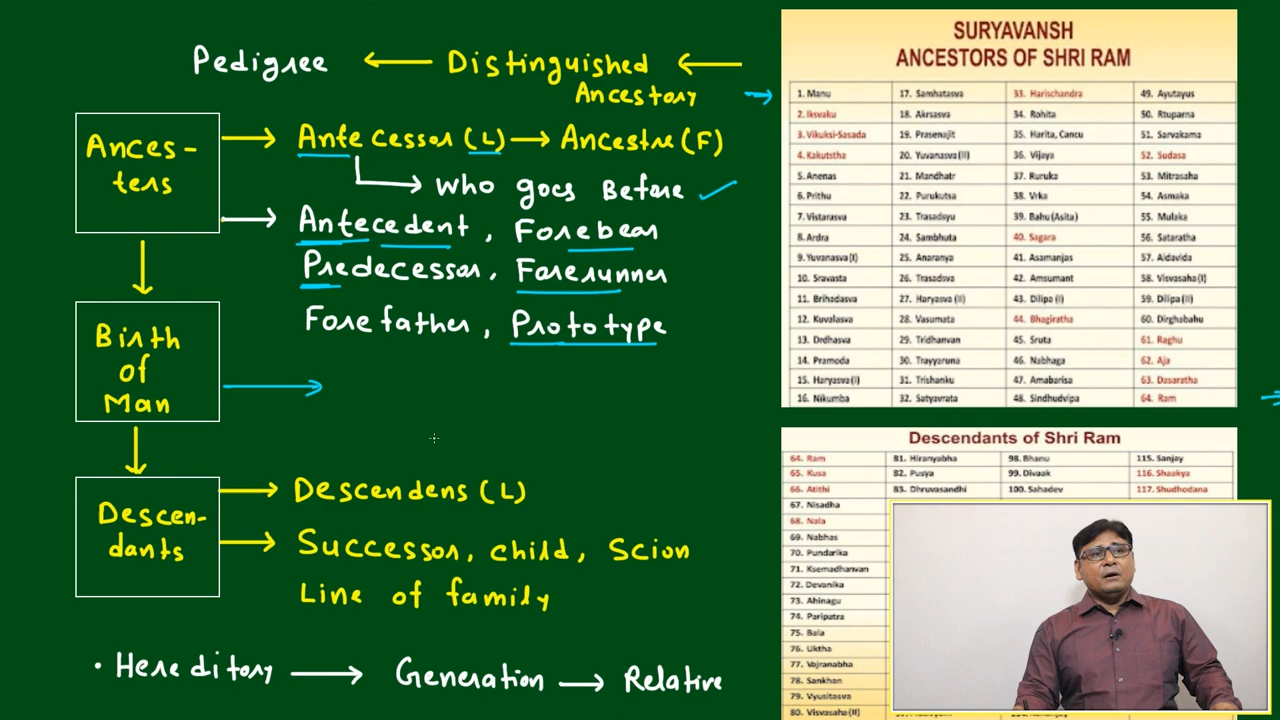 Pedigree ← Distinguished ←
Ancestory
Ances-
ters
→ Antecessor (L) → Ancestre (F)
Who goes Before ✓
→ Antecedent, Forebear
Predecessor, Forerunner
Forefather, Prototype
Birth
of
Man
Descen-
dants
→ Descendens (L)
→ Successor, child, Scion
Line of family
• Hereditory → Generation → Relative
SURYAVANSH
ANCESTORS OF SHRI RAM
1. Manu 17. Samhatasva 33. Harischandra 49. Ayutayus
2. Iksvaku 18. Akrsasva 34. Rohita 50. Rtuparna
3. Vikuksi-Sasada 19. Prasenajit 35. Harita, Cancu 51. Sarvakama
4. Kakutstha 20. Yuvanasva (II) 36. Vijaya 52. Sudasa
5. Anenas 21. Mandhatr 37. Ruruka 53. Mitrasaha
6. Prithu 22. Purukutsa 38. Vrka 54. Asmaka
7. Vistarasva 23. Trasadsyu 39. Bahu (Asita) 55. Mulaka
8. Ardra 24. Sambhuta 40. Sagara 56. Sataratha
9. Yuvanasva (I) 25. Anaranya 41. Asamanjas 57. Aidavida
10. Sravasta 26. Trasadsva 42. Amsumant 58. Visvasaha (I)
11. Brihadasva 27. Haryasva (II) 43. Dilipa (I) 59. Dilipa (II)
12. Kuvalasva 28. Vasumata 44. Bhagiratha 60. Dirghabahu
13. Drdhasva 29. Tridhanvan 45. Sruta 61. Raghu
14. Pramoda 30. Trayyaruna 46. Nabhaga 62. Aja
15. Haryasva (I) 31. Trishanku 47. Amabarisa 63. Dasaratha
16. Nikumba 32. Satyavrata 48. Sindhudvipa 64. Ram
Descendants of Shri Ram
64. Ram 81. Hiranyabha 98. Bhanu 115. Sanjay
65. Kusa 82. Pusya 99. Divaak 116. Shaakya
66. Atithi 83. Dhruvasandhi 100. Sahadev 117. Shudhodana
67. Nisadha
68. Nala
69. Nabhas
70. Pundarika
71. Ksemadhanvan
72. Devanika
73. Ahinagu
74. Paripatra
75. Bala
76. Uktha
77. Vajranabha
78. Sankhan
79. Vyusitasva
80. Visvasaha (II)